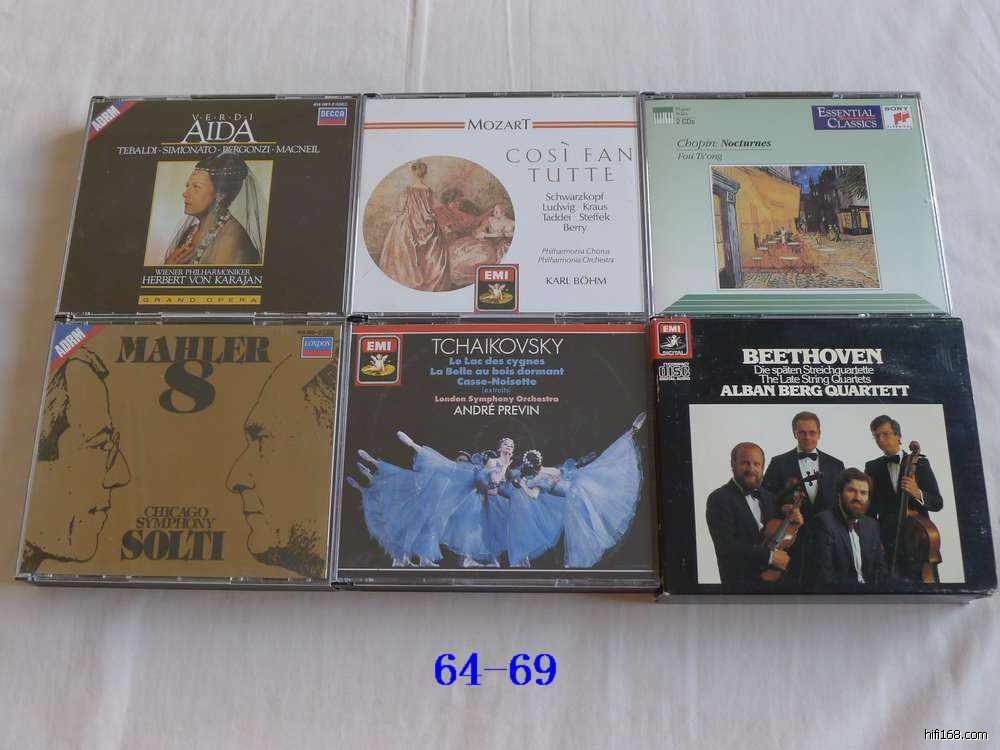 ADRM
VERDI
AIDA
TEBALDI · SIMIONATO · BERGONZI · MACNEIL
DECCA
WIENER PHILHARMONIKER
HERBERT VON KARAJAN
GRAND OPERA
MOZART
COSÌ FAN
TUTTE
Schwarzkopf
Ludwig Kraus
Taddei Steffek
Berry
Philharmonia Chorus
Philharmonia Orchestra
KARL BÖHM
EMI
2 CDs
ESSENTIAL
CLASSICS
SONY
Chopin: Nocturnes
Fou Ts'ong
ADRM
MAHLER
8
LONDON
CHICAGO
SYMPHONY
SOLTI
EMI
TCHAIKOVSKY
Le Lac des cygnes
La Belle au bois dormant
Casse-Noisette
(extraits)
London Symphony Orchestra
ANDRÉ PREVIN
EMI
DIGITAL
COMPACT
disc
DIGITAL AUDIO
BEETHOVEN
Die späten Streichquartette
The Late String Quartets
ALBAN BERG QUARTETT
64-69
hifi168.com